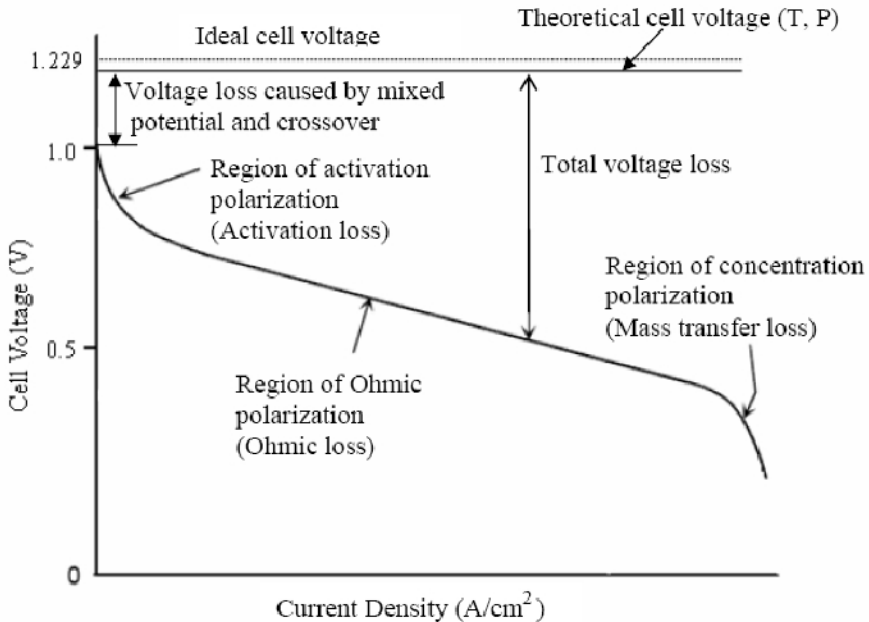 Theoretical cell voltage (T, P)
Ideal cell voltage
1.229
Voltage loss caused by mixed
potential and crossover
1.0
Total voltage loss
Region of activation
polarization
(Activation loss)
Region of concentration
polarization
(Mass transfer loss)
Cell Voltage (V)
0.5
Region of Ohmic
polarization
(Ohmic loss)
0
Current Density (A/cm²)